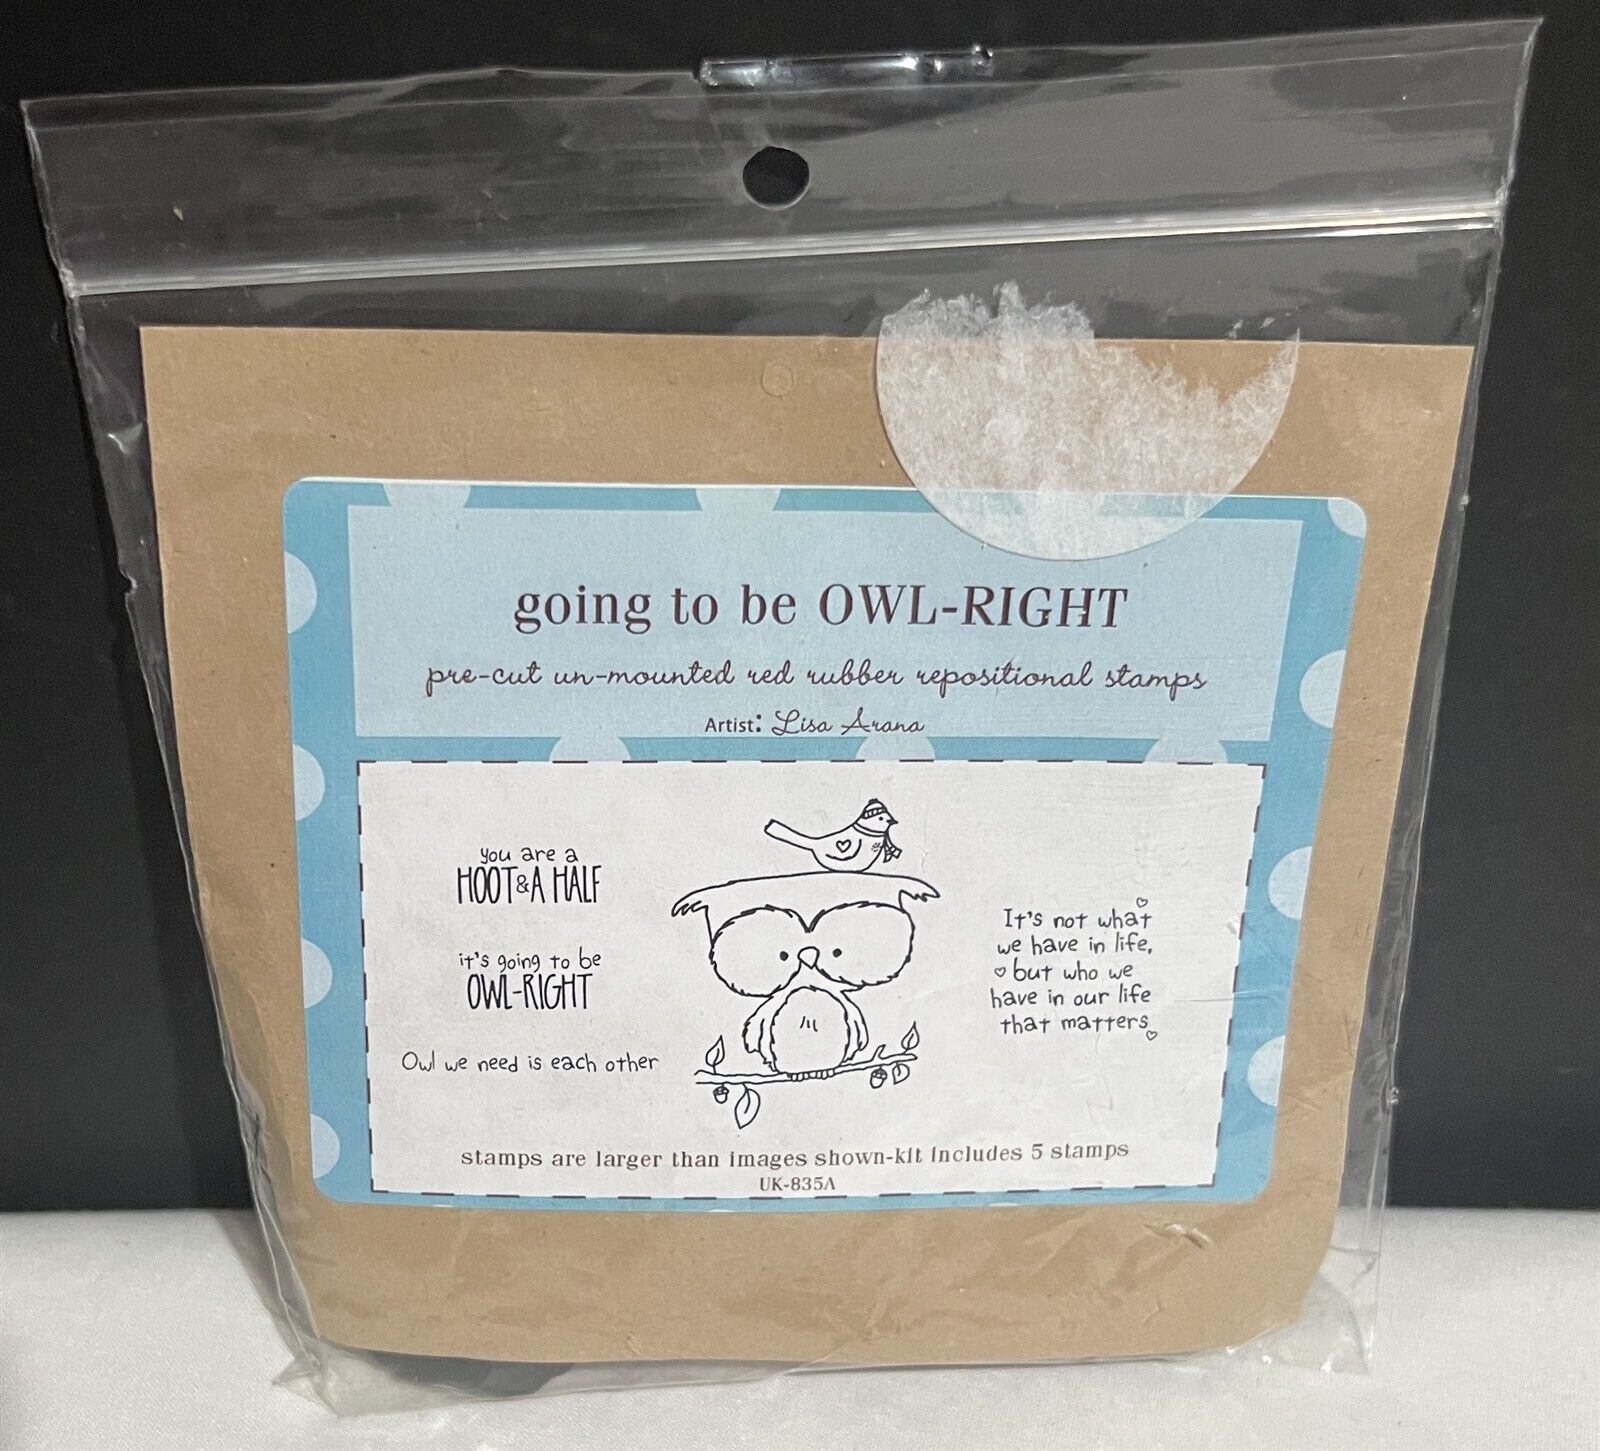 going to be OWL-RIGHT
pre-cut un-mounted red rubber repositional stamps
Artist: Lisa Arana
you are a
HOOT & A HALF
it's going to be
OWL-RIGHT
Owl we need is each other
It's not what
we have in life,
but who we
have in our life
that matters
stamps are larger than images shown-kit includes 5 stamps
UK-835A